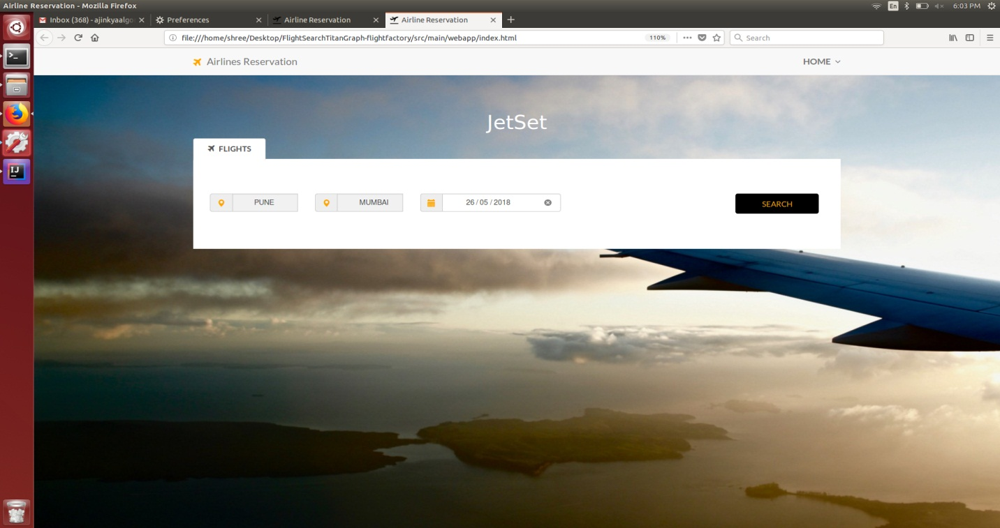 Airline Reservation - Mozilla Firefox
En
6:03 PM
Inbox (368) - ajinkyaalgo
Preferences
Airline Reservation
Airline Reservation
file:///home/shree/Desktop/FlightSearchTitanGraph-flightfactory/src/main/webapp/index.html
110%
Search
Airlines Reservation
HOME
JetSet
FLIGHTS
PUNE
MUMBAI
26 / 05 / 2018
SEARCH
IJ